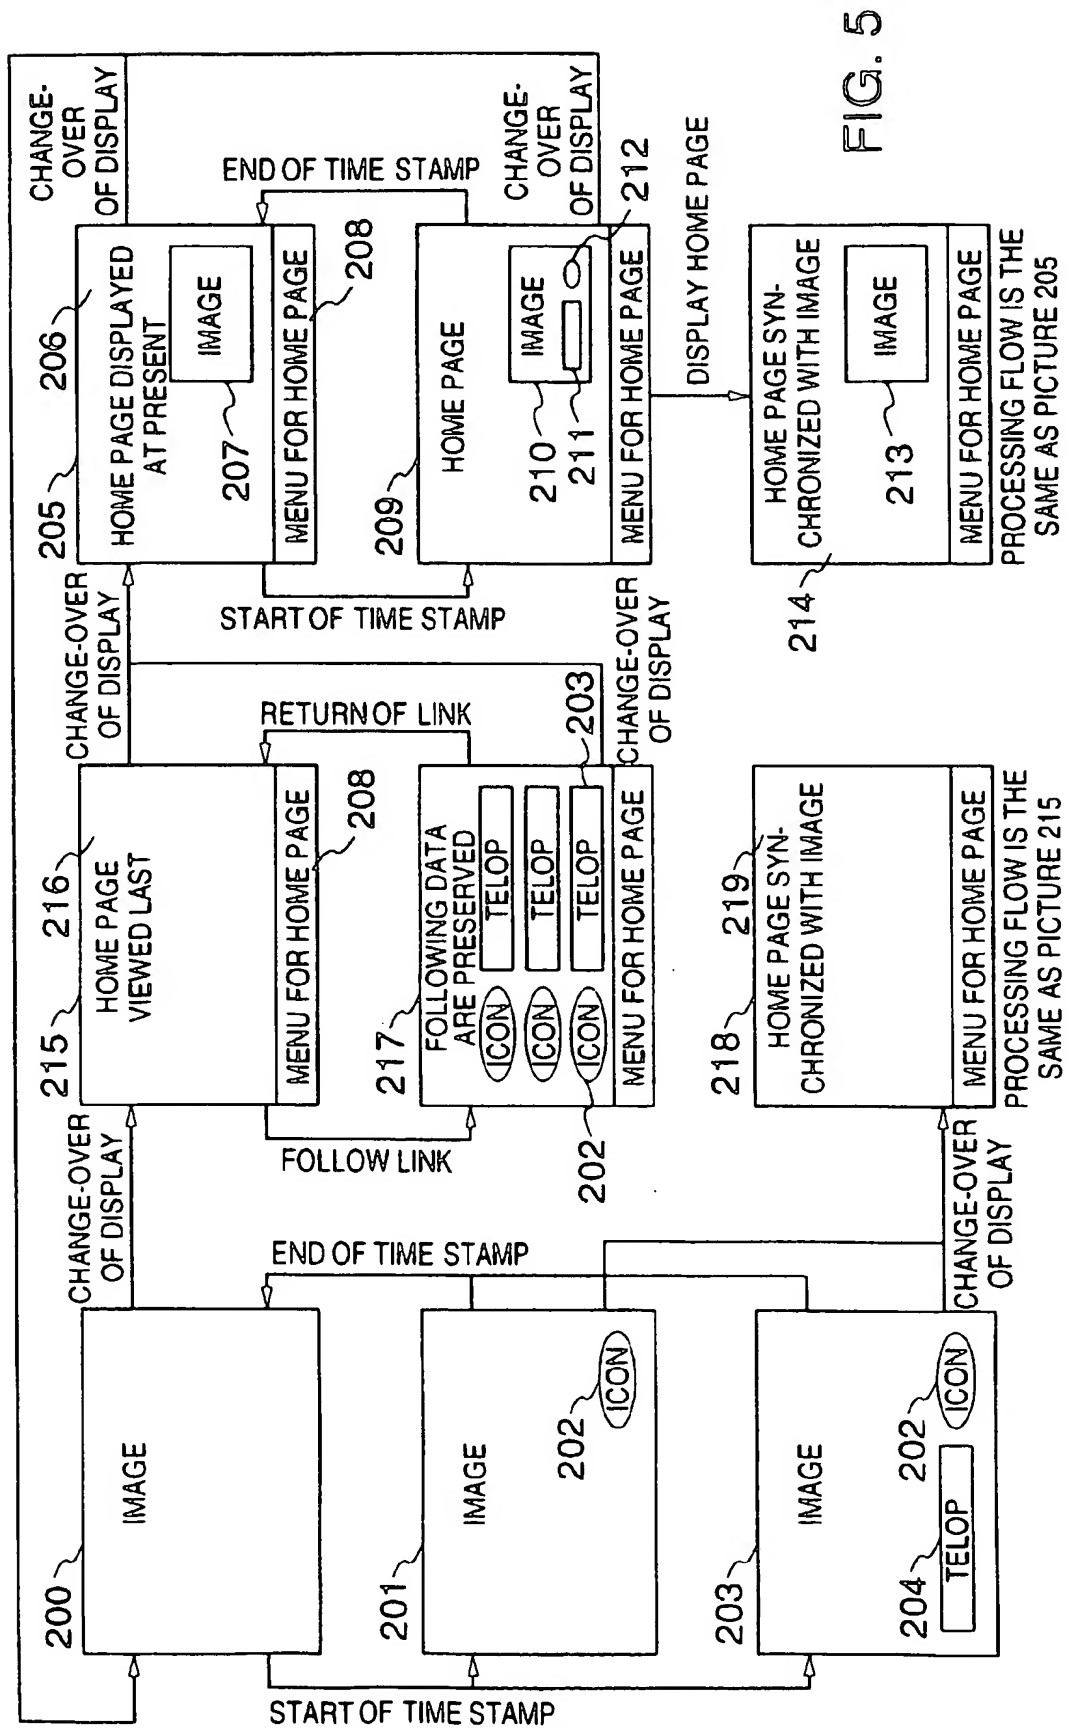 200
IMAGE
START OF TIME STAMP
201
IMAGE
202
ICON
END OF TIME STAMP
203
IMAGE
204
TELOP
202
ICON
CHANGE-OVER
OF DISPLAY
CHANGE-OVER
OF DISPLAY
215
216
HOME PAGE
VIEWED LAST
MENU FOR HOME PAGE
208
FOLLOW LINK
RETURN OF LINK
217
FOLLOWING DATA
ARE PRESERVED
ICON
TELOP
ICON
TELOP
ICON
TELOP
202
203
MENU FOR HOME PAGE
218
219
HOME PAGE SYN-
CHRONIZED WITH IMAGE
MENU FOR HOME PAGE
PROCESSING FLOW IS THE
SAME AS PICTURE 215
CHANGE-OVER
OF DISPLAY
CHANGE-OVER
OF DISPLAY
205
206
HOME PAGE DISPLAYED
AT PRESENT
207
IMAGE
MENU FOR HOME PAGE
208
START OF TIME STAMP
END OF TIME STAMP
209
HOME PAGE
210
IMAGE
211
212
MENU FOR HOME PAGE
DISPLAY HOME PAGE
214
HOME PAGE SYN-
CHRONIZED WITH IMAGE
213
IMAGE
MENU FOR HOME PAGE
PROCESSING FLOW IS THE
SAME AS PICTURE 205
CHANGE-
OVER
OF DISPLAY
CHANGE-
OVER
OF DISPLAY
FIG. 5